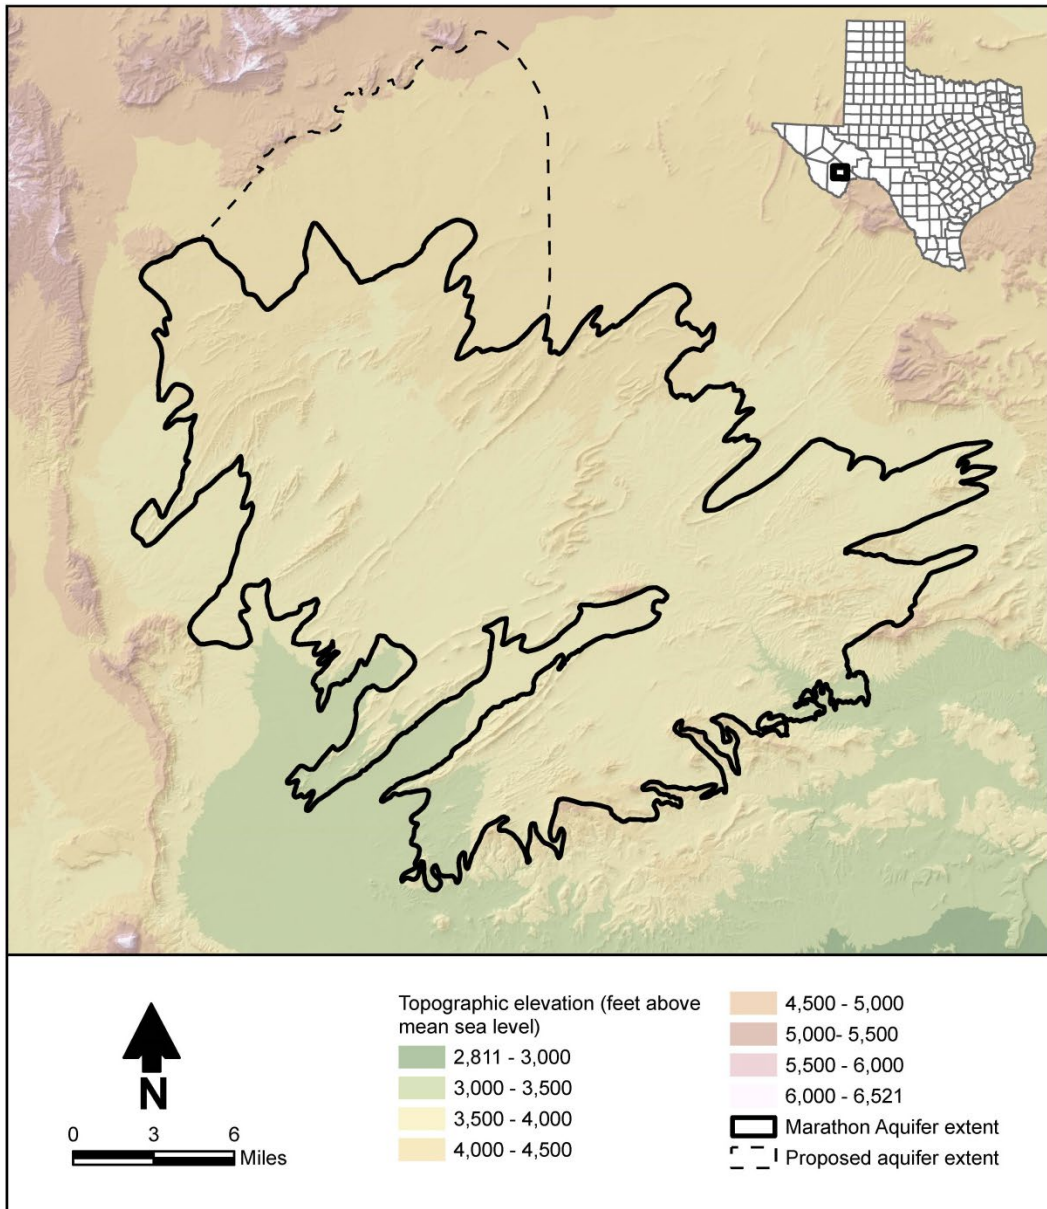 N
0 3 6
Miles
Topographic elevation (feet above
mean sea level)
2,811 - 3,000
3,000 - 3,500
3,500 - 4,000
4,000 - 4,500
4,500 - 5,000
5,000- 5,500
5,500 - 6,000
6,000 - 6,521
Marathon Aquifer extent
Proposed aquifer extent